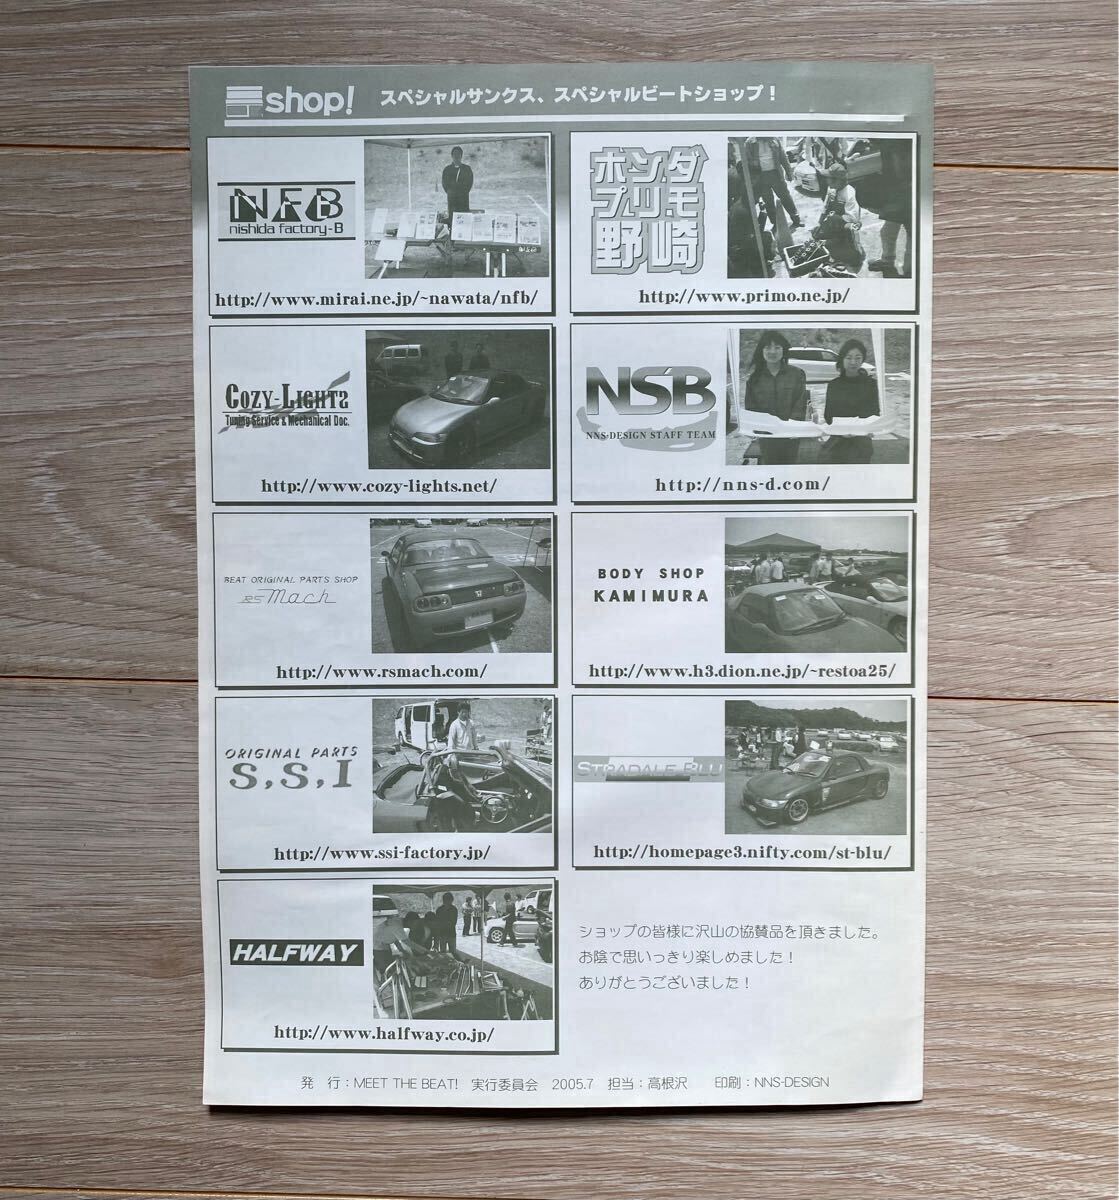 shop! スペシャルサンクス、スペシャルビートショップ！
NFB
nishida factory-B
http://www.mirai.ne.jp/~nawata/nfb/
ホンダ
プリモ
野崎
http://www.primo.ne.jp/
COZY-LIGHTS
Tuning Service & Mechanical Doc.
http://www.cozy-lights.net/
NSB
NNS-DESIGN STAFF TEAM
http://nns-d.com/
BEAT ORIGINAL PARTS SHOP
RS mach
http://www.rsmach.com/
BODY SHOP
KAMIMURA
http://www.h3.dion.ne.jp/~restoa25/
ORIGINAL PARTS
S,S,I
http://www.ssi-factory.jp/
STRADALE BLU
http://homepage3.nifty.com/st-blu/
HALFWAY
http://www.halfway.co.jp/
ショップの皆様に沢山の協賛品を頂きました。
お陰で思いっきり楽しめました！
ありがとうございました！
発　行：MEET THE BEAT!　実行委員会　2005.7　担当：高根沢　　印刷：NNS-DESIGN